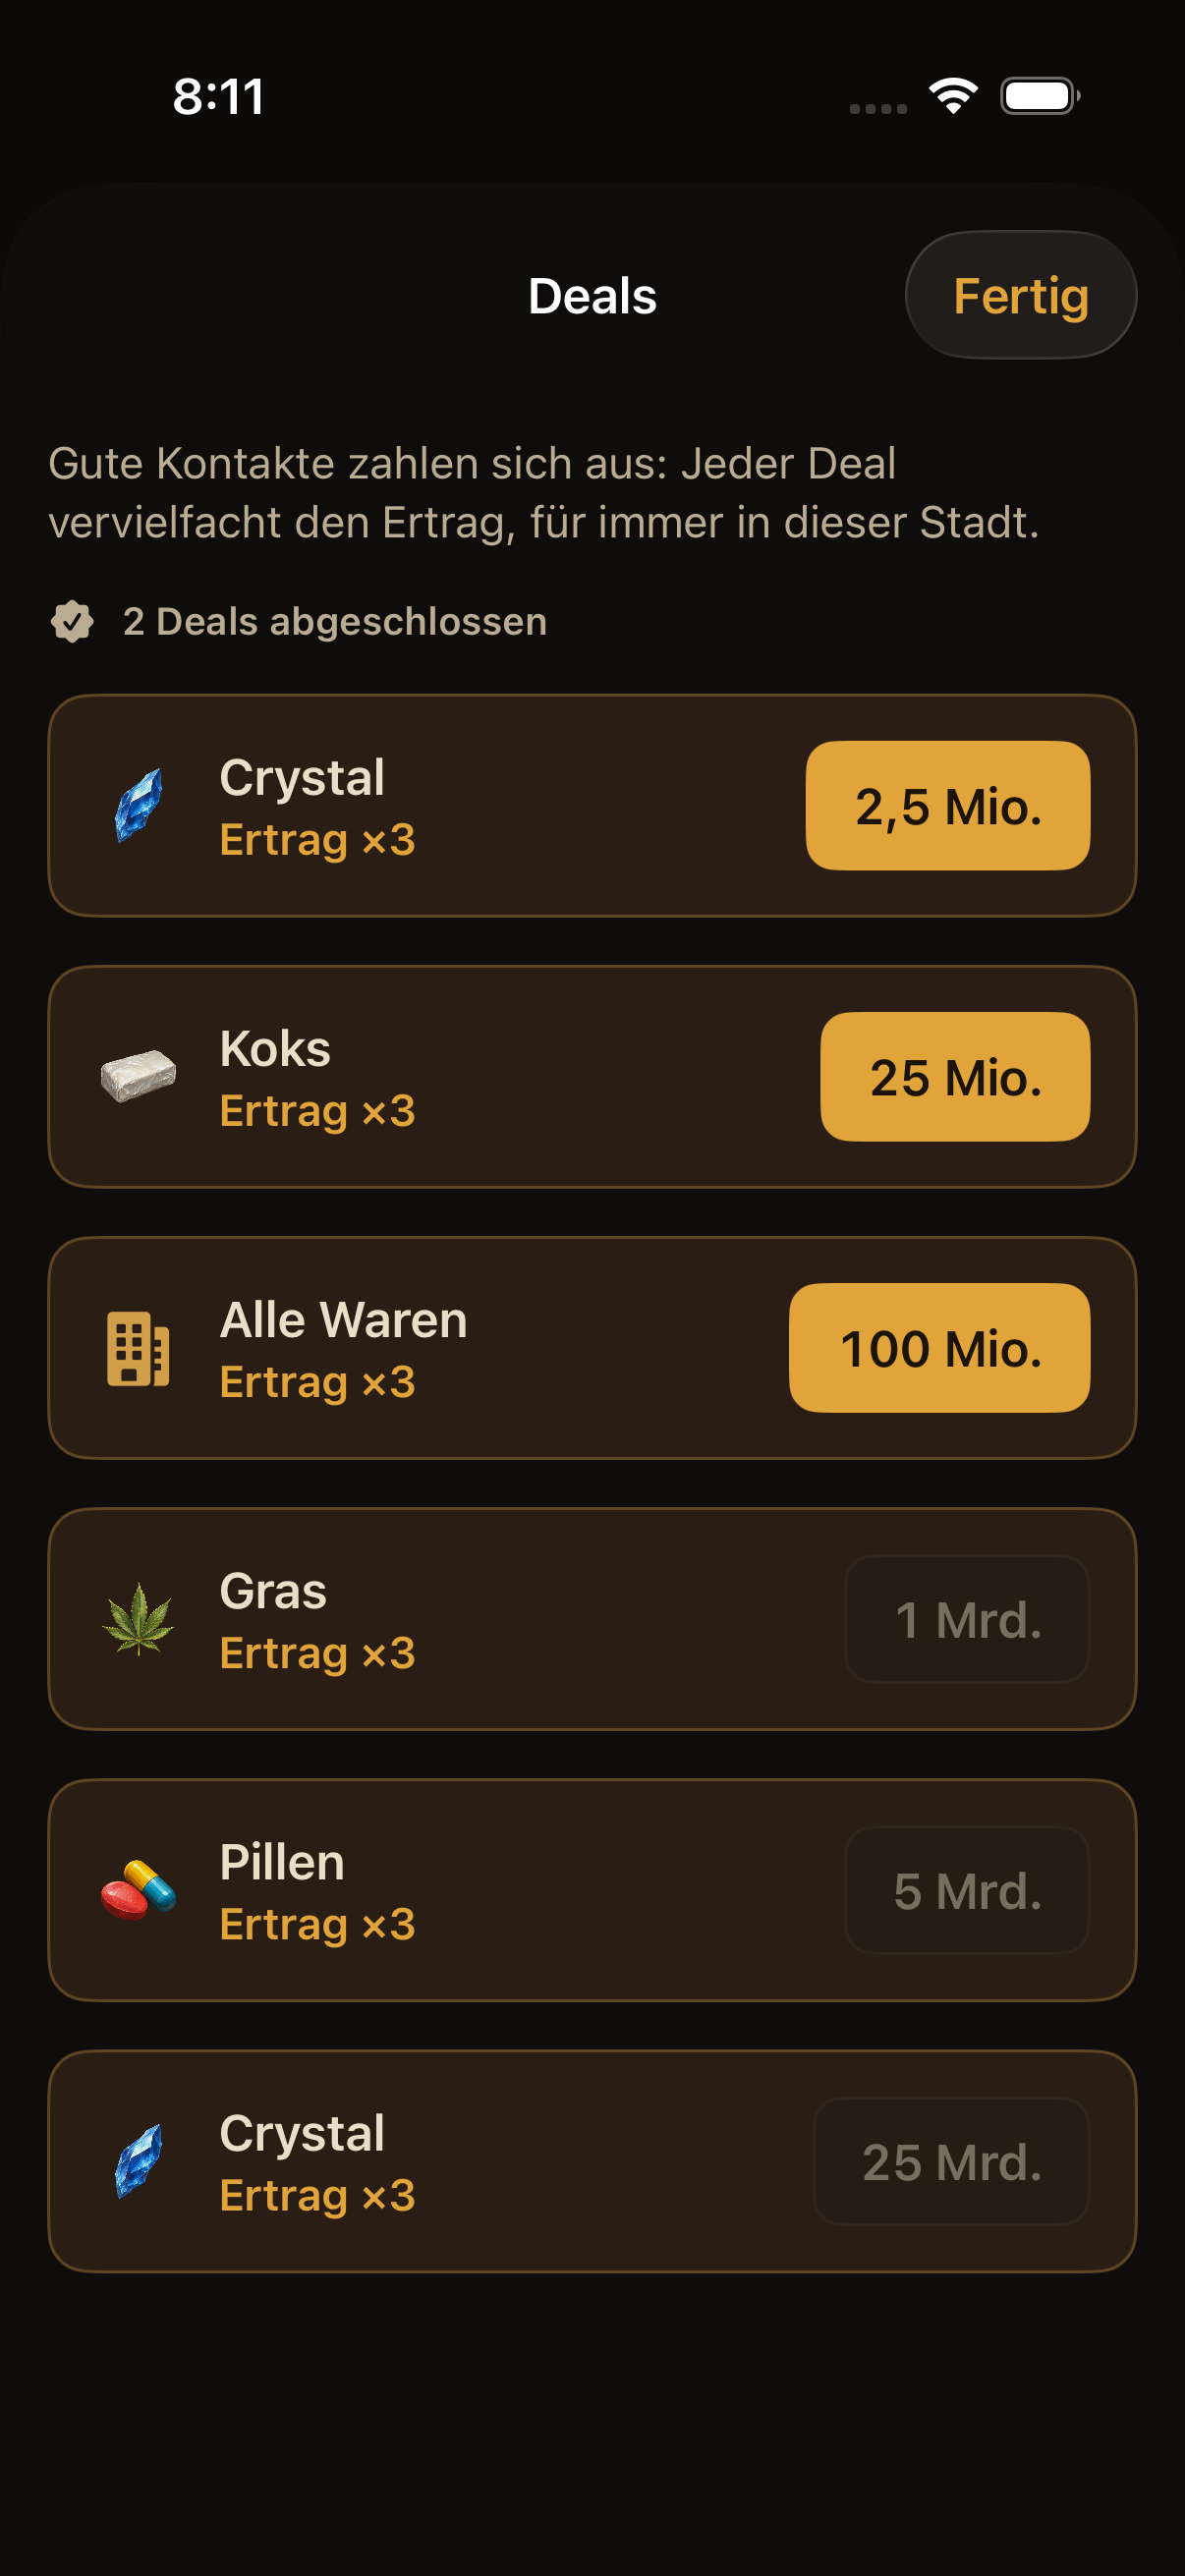 8:11
Deals
Fertig
Gute Kontakte zahlen sich aus: Jeder Deal
vervielfacht den Ertrag, für immer in dieser Stadt.
2 Deals abgeschlossen
Crystal
Ertrag ×3
2,5 Mio.
Koks
Ertrag ×3
25 Mio.
Alle Waren
Ertrag ×3
100 Mio.
Gras
Ertrag ×3
1 Mrd.
Pillen
Ertrag ×3
5 Mrd.
Crystal
Ertrag ×3
25 Mrd.